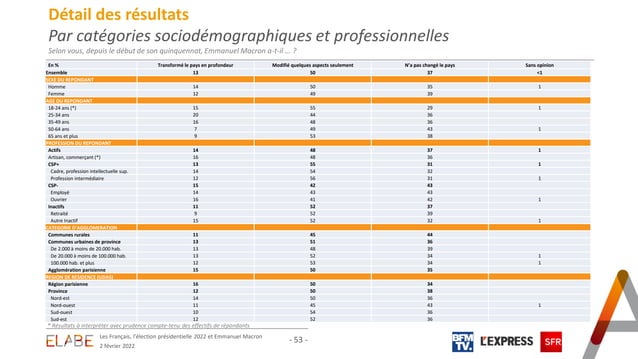 Détail des résultats
Par catégories sociodémographiques et professionnelles
Selon vous, depuis le début de son quinquennat, Emmanuel Macron a-t-il … ?
En % Transformé le pays en profondeur Modifié quelques aspects seulement N'a pas changé le pays Sans opinion
Ensemble 13 50 37 <1
SEXE DU REPONDANT
Homme 14 50 35 1
Femme 12 49 39
AGE DU REPONDANT
18-24 ans (*) 15 55 29 1
25-34 ans 20 44 36
35-49 ans 16 48 36
50-64 ans 7 49 43 1
65 ans et plus 9 53 38
PROFESSION DU REPONDANT
Actifs 14 48 37 1
Artisan, commerçant (*) 16 48 36
CSP+ 13 55 31 1
Cadre, profession intellectuelle sup. 14 54 32
Profession intermédiaire 12 56 31 1
CSP- 15 42 43
Employé 14 43 43
Ouvrier 16 41 42 1
Inactifs 11 52 37
Retraité 9 52 39
Autre Inactif 15 52 32 1
CATEGORIE D'AGGLOMERATION
Communes rurales 11 45 44
Communes urbaines de province 13 51 36
De 2.000 à moins de 20.000 hab. 13 48 39
De 20.000 à moins de 100.000 hab. 13 52 34 1
100.000 hab. et plus 12 53 34 1
Agglomération parisienne 15 50 35
REGION DE RESIDENCE (UDA5)
Région parisienne 16 50 34
Province 12 50 38
Nord-est 14 50 36
Nord-ouest 11 45 43 1
Sud-ouest 10 54 36
Sud-est 12 52 36
* Résultats à interpréter avec prudence compte-tenu des effectifs de répondants
ELABE
Les Français, l'élection présidentielle 2022 et Emmanuel Macron
2 février 2022
- 53 -
BFM TV.
L'EXPRESS
SFR